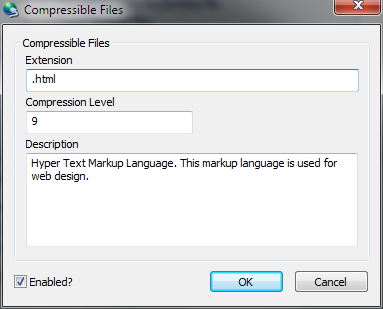 Compressible Files
Compressible Files
Extension
.html
Compression Level
9
Description
Hyper Text Markup Language. This markup language is used for
web design.
Enabled?
OK
Cancel